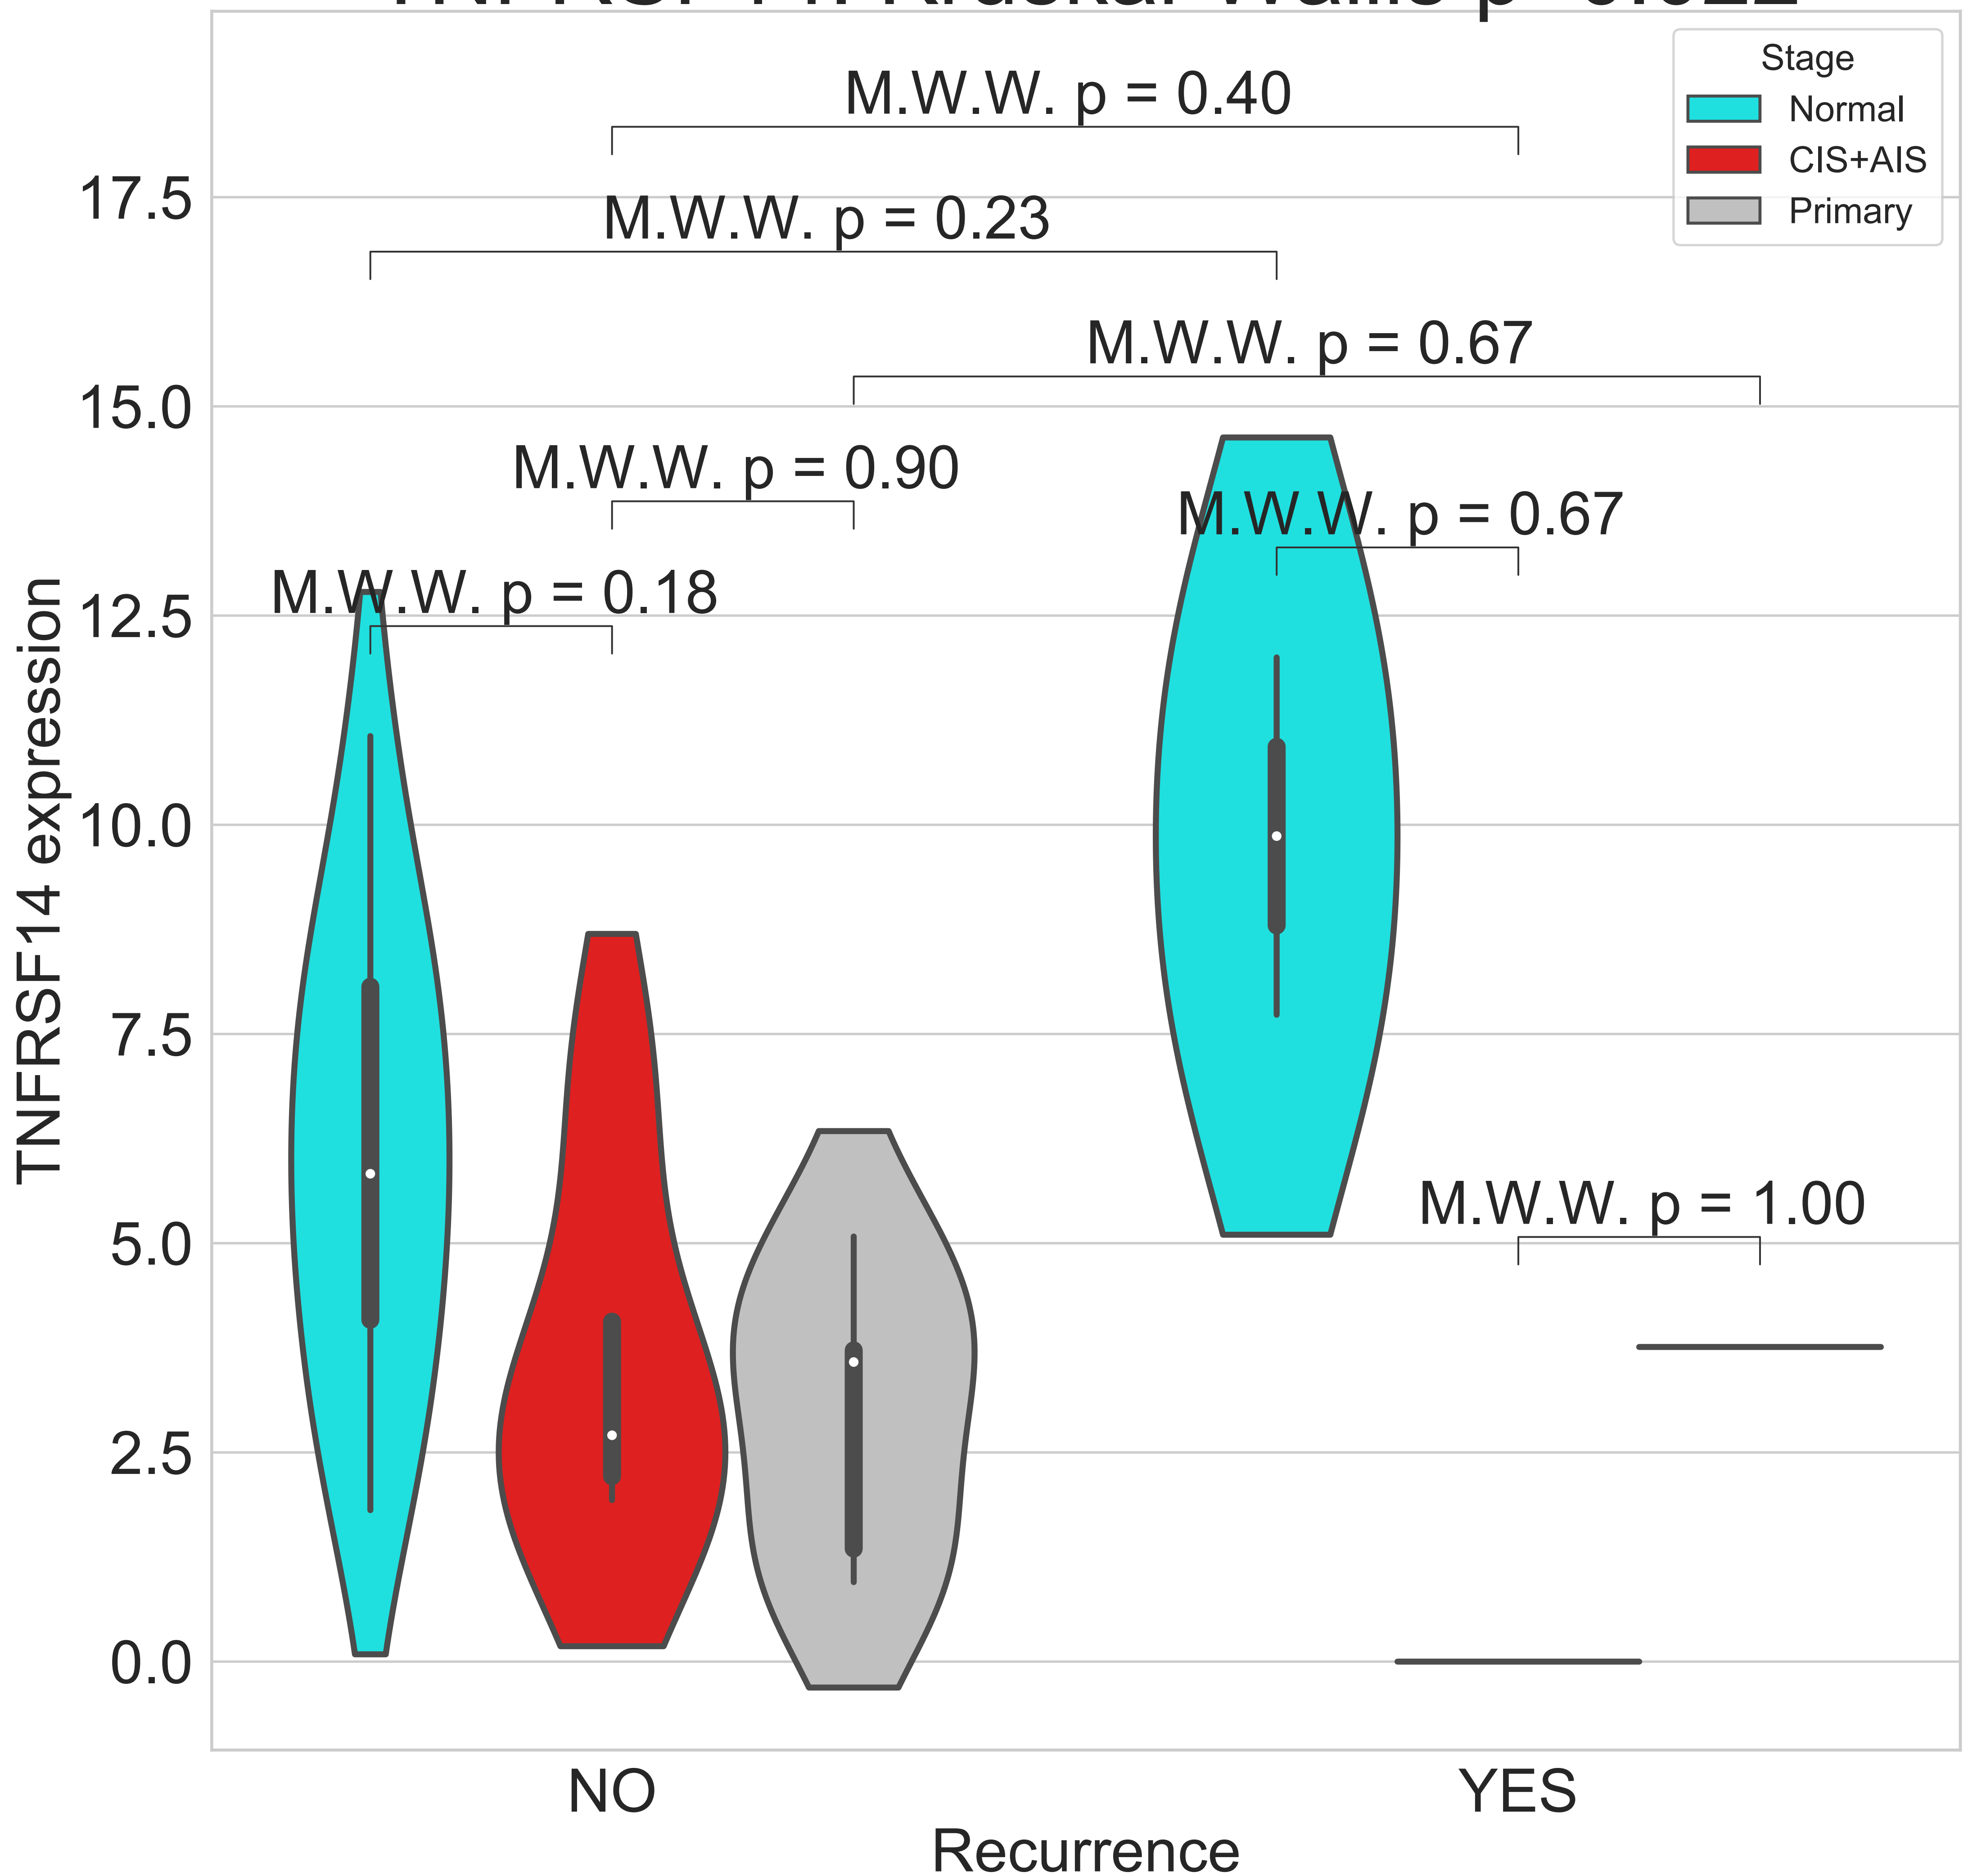 Stage
Normal
CIS+AIS
Primary
M.W.W. p = 0.40
M.W.W. p = 0.23
M.W.W. p = 0.67
M.W.W. p = 0.90
M.W.W. p = 0.67
M.W.W. p = 0.18
M.W.W. p = 1.00
17.5
15.0
12.5
10.0
7.5
5.0
2.5
0.0
TNFRSF14 expression
NO
YES
Recurrence